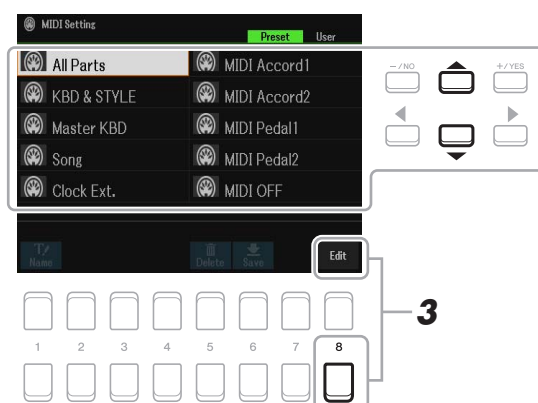 MIDI Setting
Preset User
All Parts MIDI Accord1
KBD & STYLE MIDI Accord2
Master KBD MIDI Pedal1
Song MIDI Pedal2
Clock Ext. MIDI OFF
Name Delete Save Edit
－/NO +/YES
3
1 2 3 4 5 6 7 8